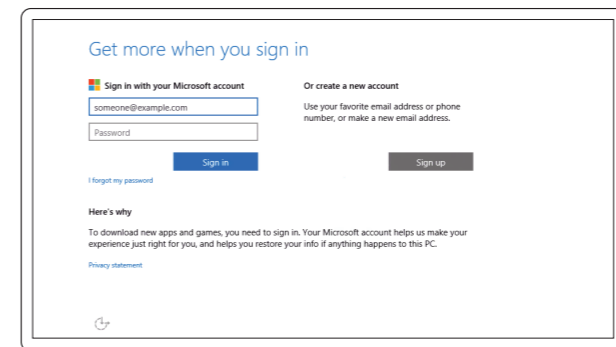 Get more when you sign in
Sign in with your Microsoft account
someone@example.com
Password
Sign in
I forgot my password
Or create a new account
Use your favorite email address or phone
number, or make a new email address.
Sign up
Here's why
To download new apps and games, you need to sign in. Your Microsoft account helps us make your
experience just right for you, and helps you restore your info if anything happens to this PC.
Privacy statement